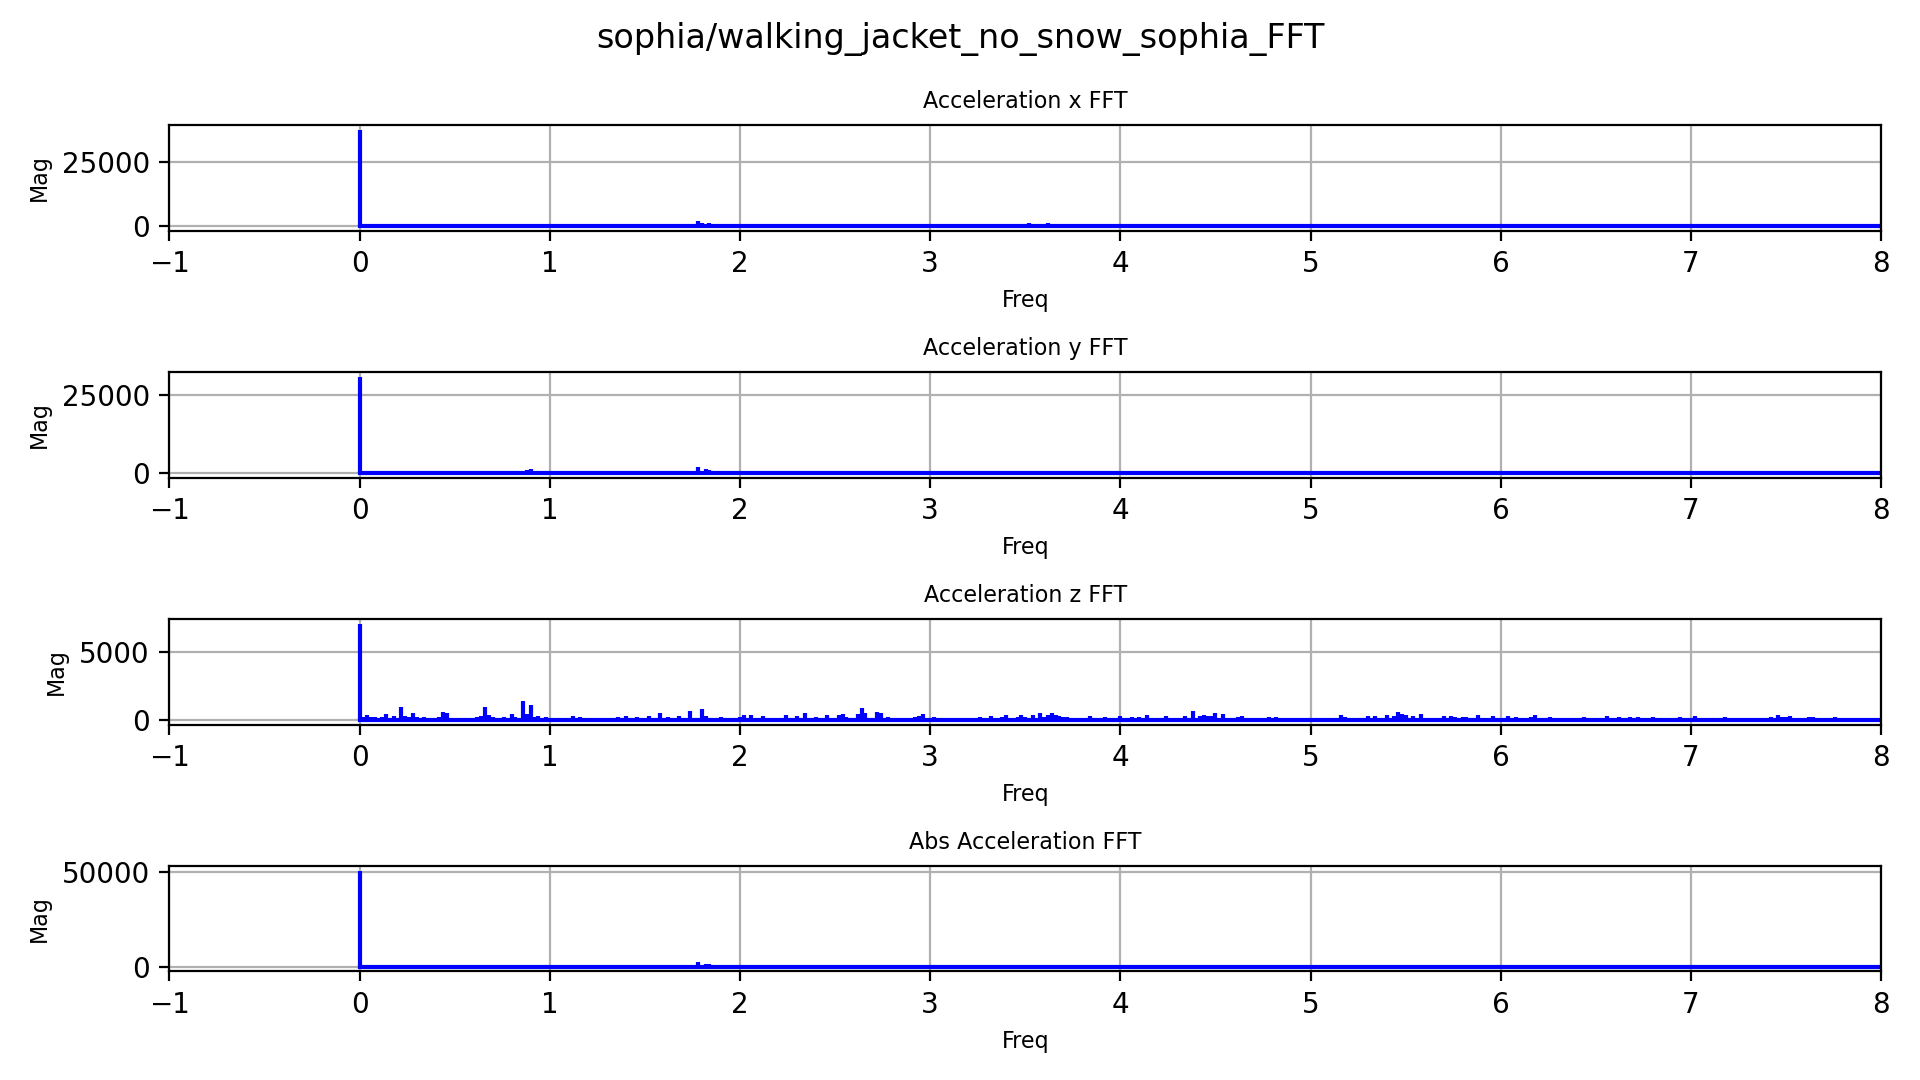 sophia/walking_jacket_no_snow_sophia_FFT
Acceleration x FFT
Mag
25000
0
−1 0 1 2 3 4 5 6 7 8
Freq
Acceleration y FFT
Mag
25000
0
−1 0 1 2 3 4 5 6 7 8
Freq
Acceleration z FFT
Mag
5000
0
−1 0 1 2 3 4 5 6 7 8
Freq
Abs Acceleration FFT
Mag
50000
0
−1 0 1 2 3 4 5 6 7 8
Freq